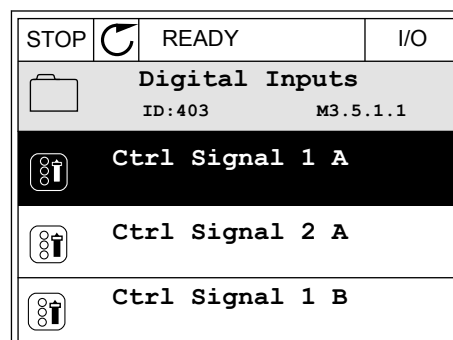 STOP READY I/O
Digital Inputs
ID:403 M3.5.1.1
Ctrl Signal 1 A
Ctrl Signal 2 A
Ctrl Signal 1 B